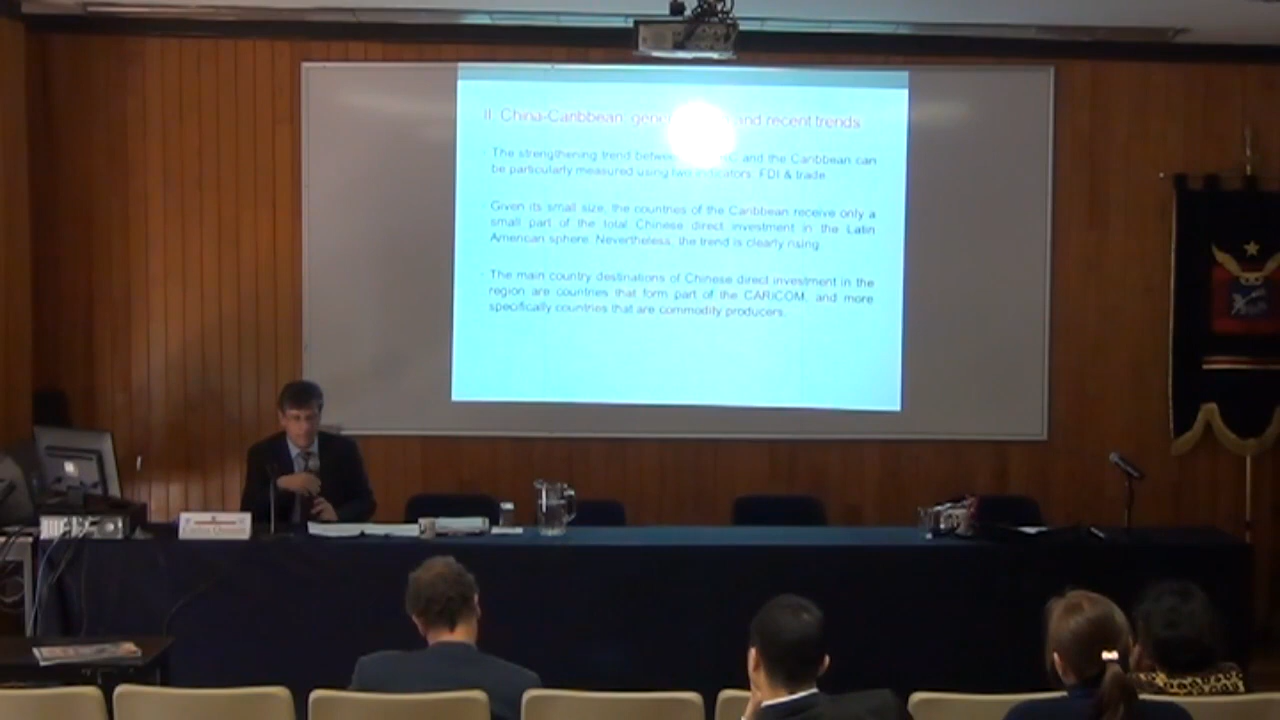 II. China-Caribbean: and recent trends
The strengthening trend and the Caribbean can
be particularly measured using two indicators: FDI & trade.
Given its small size, the countries of the Caribbean receive only a
small part of the total Chinese direct investment in the Latin
American sphere. Nevertheless, the trend is clearly rising.
The main country destinations of Chinese direct investment in the
region are countries that form part of the CARICOM, and more
specifically countries that are commodity producers.